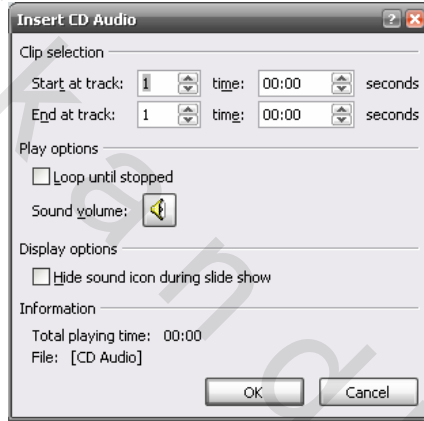 Insert CD Audio
Clip selection
Start at track: 1 time: 00:00 seconds
End at track: 1 time: 00:00 seconds
Play options
Loop until stopped
Sound volume:
Display options
Hide sound icon during slide show
Information
Total playing time: 00:00
File: [CD Audio]
OK Cancel